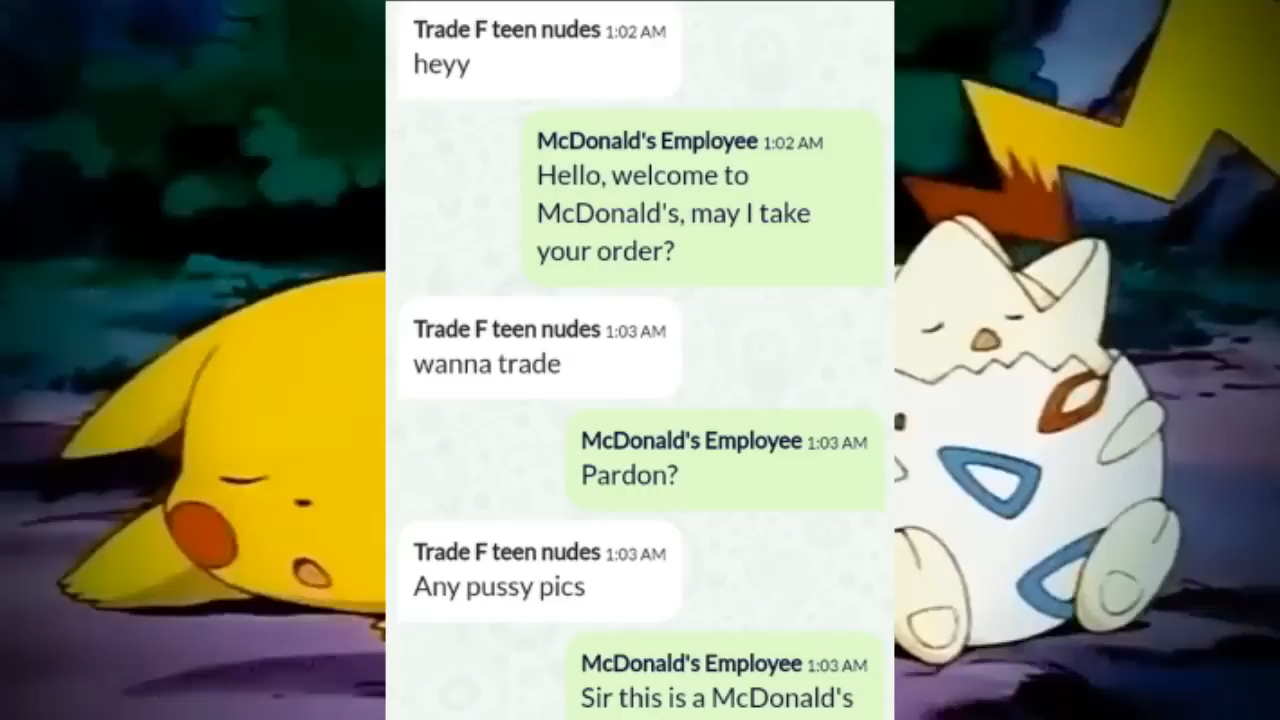 Trade F teen nudes 1:02 AM
heyy
McDonald's Employee 1:02 AM
Hello, welcome to
McDonald's, may I take
your order?
Trade F teen nudes 1:03 AM
wanna trade
McDonald's Employee 1:03 AM
Pardon?
Trade F teen nudes 1:03 AM
Any pussy pics
McDonald's Employee 1:03 AM
Sir this is a McDonald's